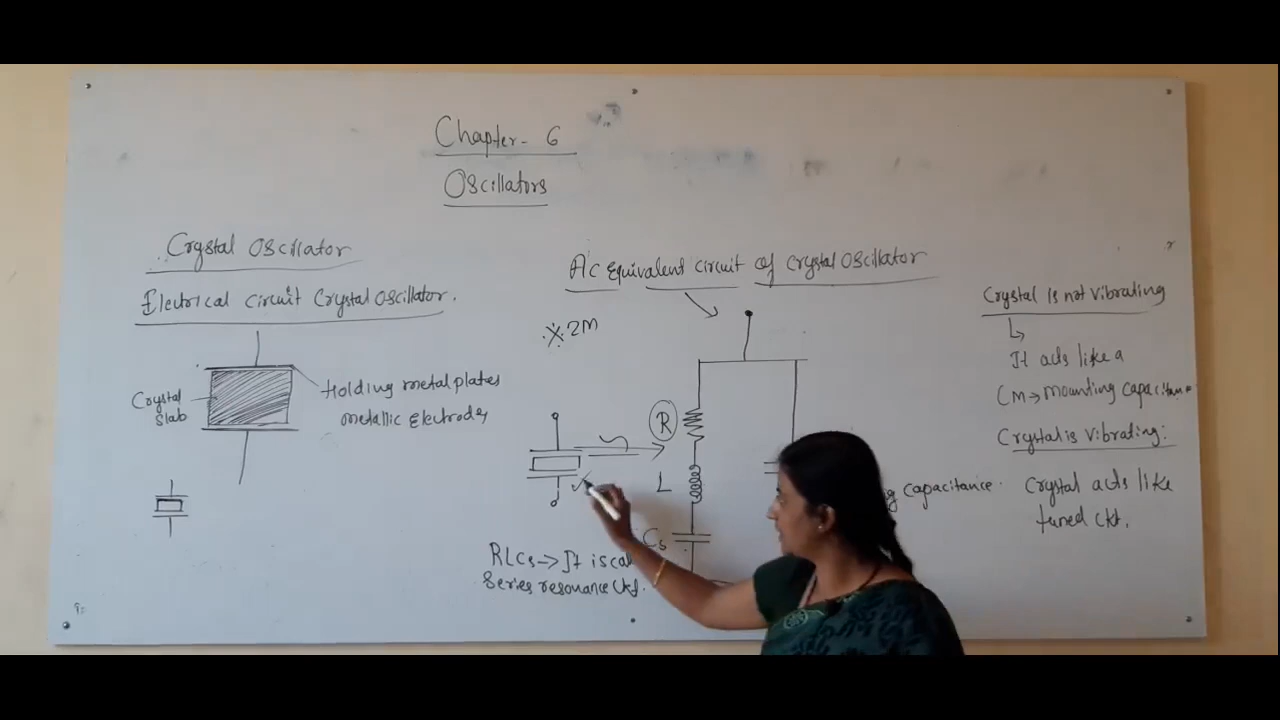 Chapter - 6
Oscillators
Crystal Oscillator
Electrical circuit Crystal Oscillator.
Crystal slab
Holding metal plates
metallic Electrodes
AC Equivalent circuit of crystal oscillator
2M
R
L
Cs
RLCs → It is
Series resonance Ckt.
capacitance.
Crystal is not vibrating
It acts like a
CM → mounting
Crystal is vibrating:
Crystal acts like
tuned ckt.